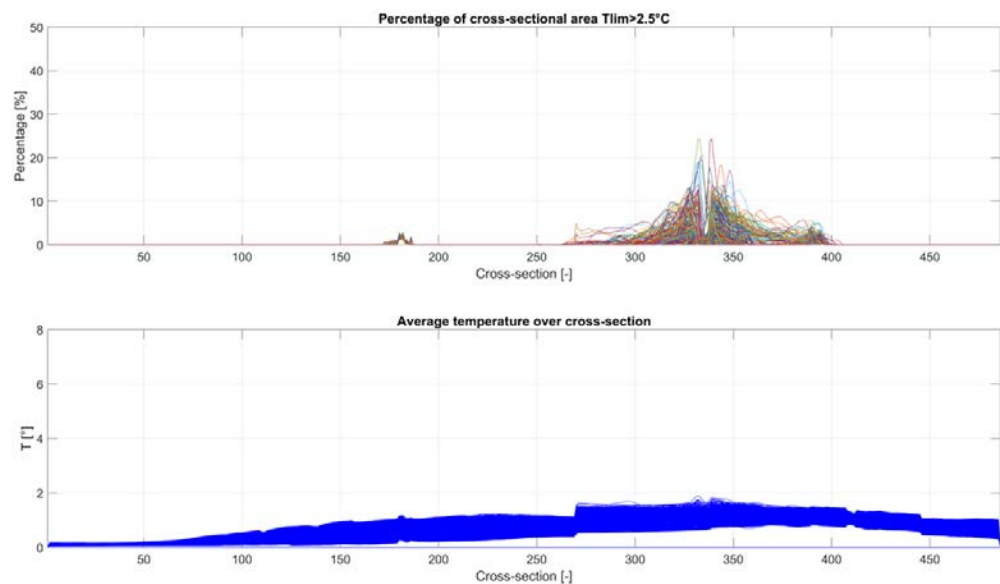 Percentage of cross-sectional area Tlim>2.5°C
50
40
30
20
10
0
Percentage [%]
50 100 150 200 250 300 350 400 450
Cross-section [-]
Average temperature over cross-section
8
6
4
2
0
T [°]
50 100 150 200 250 300 350 400 450
Cross-section [-]